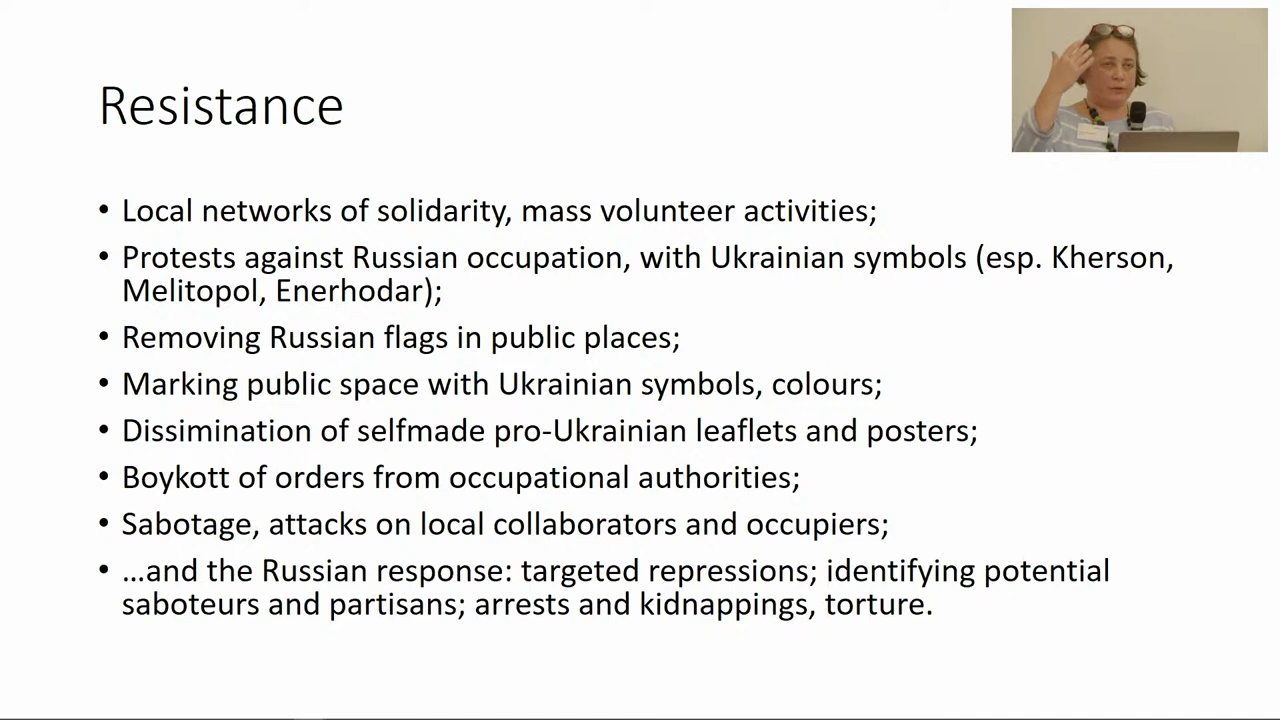 Resistance
• Local networks of solidarity, mass volunteer activities;
• Protests against Russian occupation, with Ukrainian symbols (esp. Kherson,
Melitopol, Enerhodar);
• Removing Russian flags in public places;
• Marking public space with Ukrainian symbols, colours;
• Dissimination of selfmade pro-Ukrainian leaflets and posters;
• Boykott of orders from occupational authorities;
• Sabotage, attacks on local collaborators and occupiers;
• …and the Russian response: targeted repressions; identifying potential
saboteurs and partisans; arrests and kidnappings, torture.